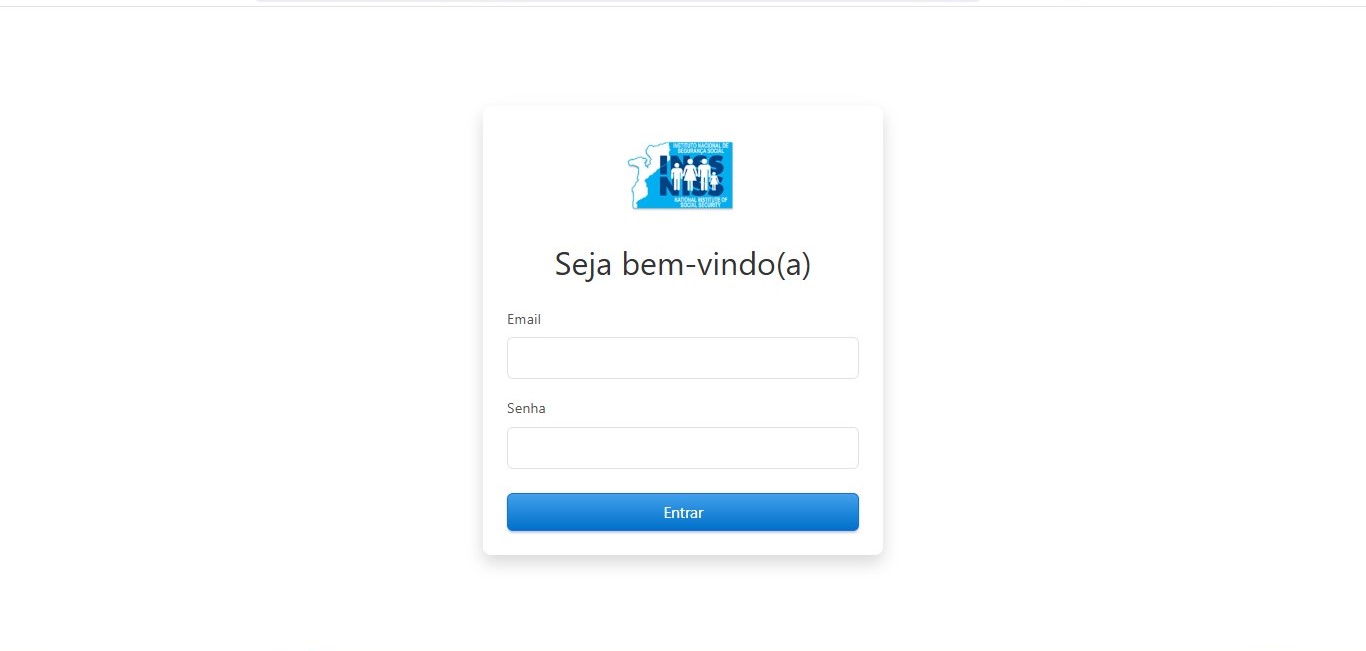 INSTITUTO NACIONAL DE
SEGURANÇA SOCIAL
INSS
NISS
NATIONAL INSTITUTE OF
SOCIAL SECURITY
Seja bem-vindo(a)
Email
Senha
Entrar